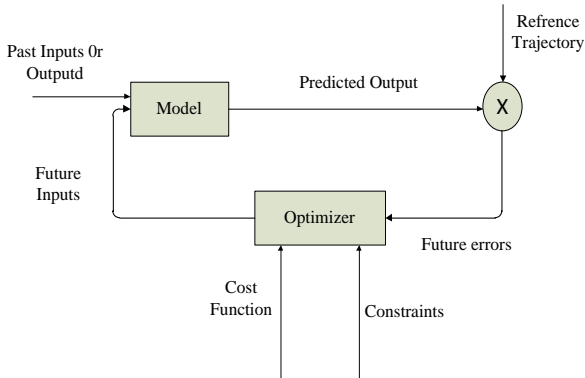 Refrence
Trajectory
Past Inputs 0r
Outputd
Model
Predicted Output
X
Future
Inputs
Optimizer
Future errors
Cost
Function
Constraints